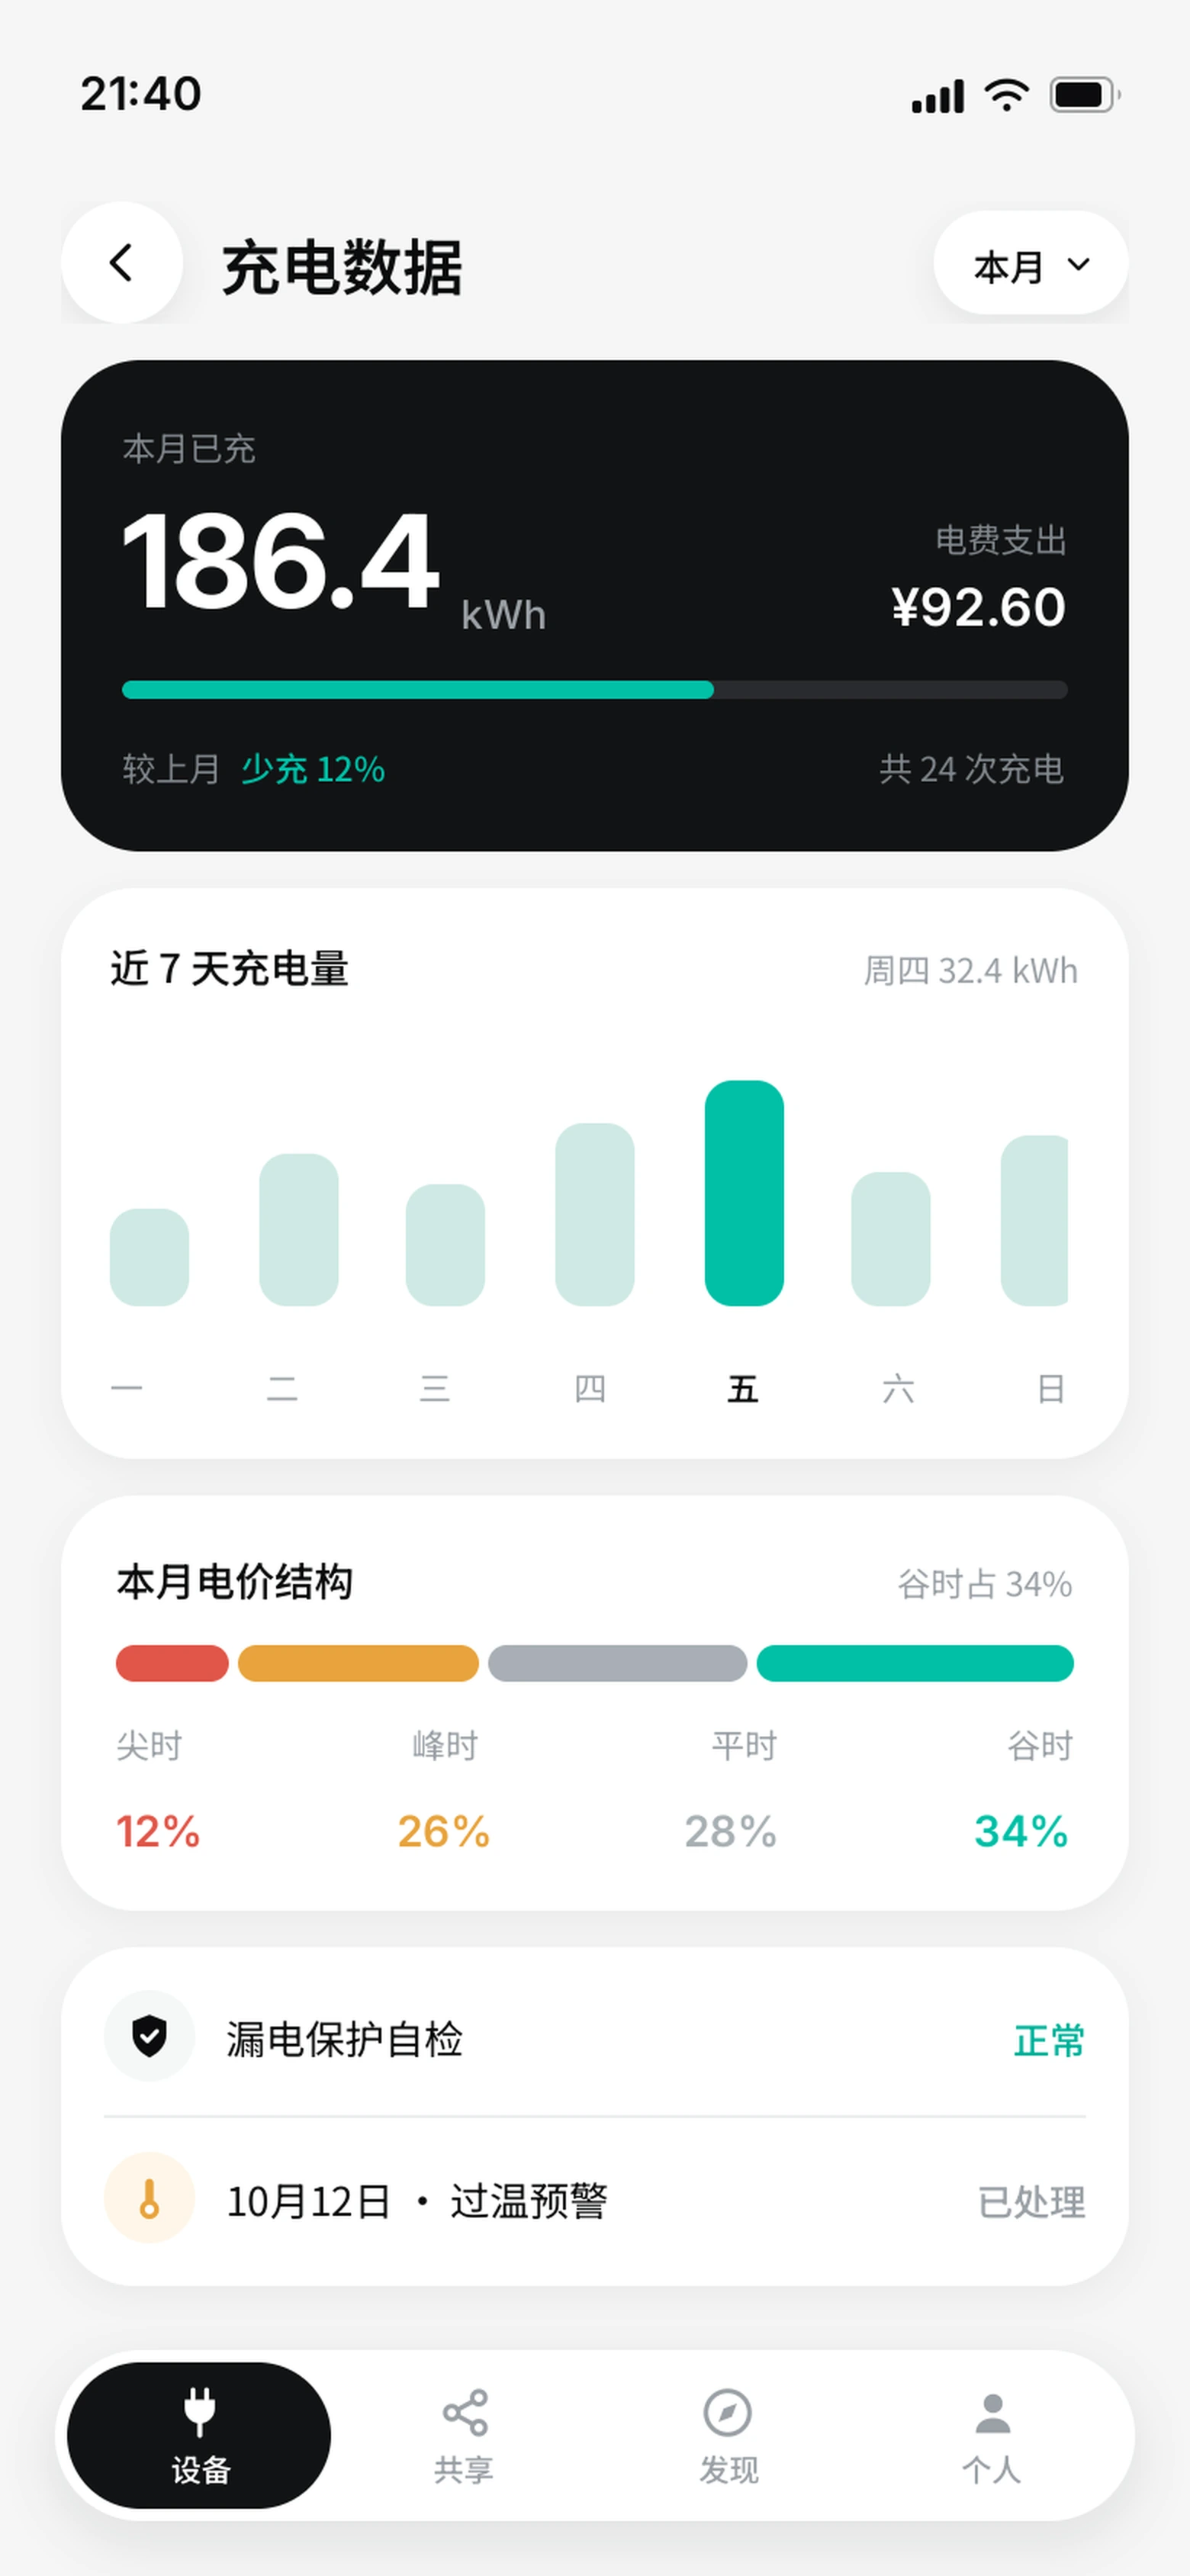 21:40
充电数据
本月
本月已充
186.4 kWh
电费支出
¥92.60
较上月 少充 12%
共 24 次充电
近 7 天充电量
周四 32.4 kWh
一 二 三 四 五 六 日
本月电价结构
谷时占 34%
尖时 峰时 平时 谷时
12% 26% 28% 34%
漏电保护自检
正常
10月12日 · 过温预警
已处理
设备 共享 发现 个人